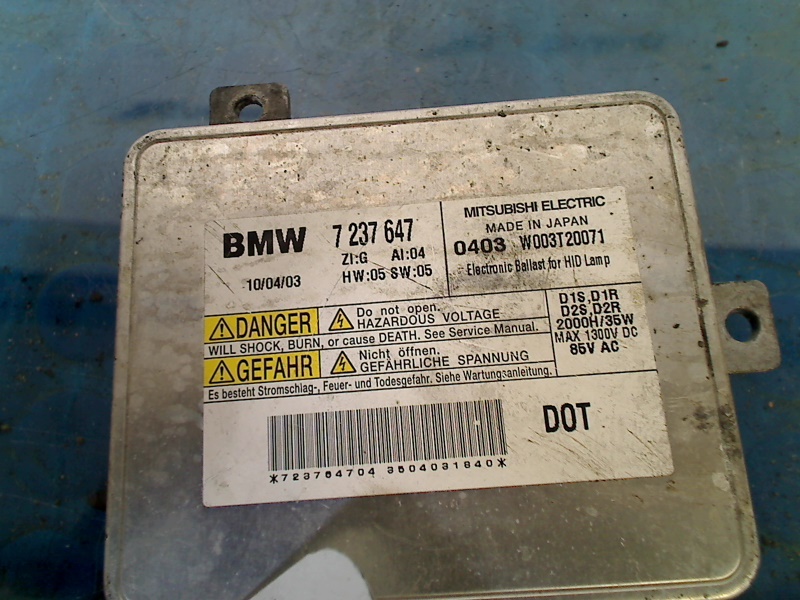 BMW 7 237 647
ZI:G AI:04
10/04/03 HW:05 SW:05
MITSUBISHI ELECTRIC
MADE IN JAPAN
0403 W003T20071
Electronic Ballast for HID Lamp
DANGER Do not open.
HAZARDOUS VOLTAGE
WILL SHOCK, BURN, or cause DEATH. See Service Manual.
GEFAHR Nicht öffnen.
GEFÄHRLICHE SPANNUNG
Es besteht Stromschlag-, Feuer- und Todesgefahr. Siehe Wartungsanleitung.
D1S,D1R
D2S,D2R
2000H/35W
MAX 1300V DC
85V AC
DOT
*723764704 3504031840*